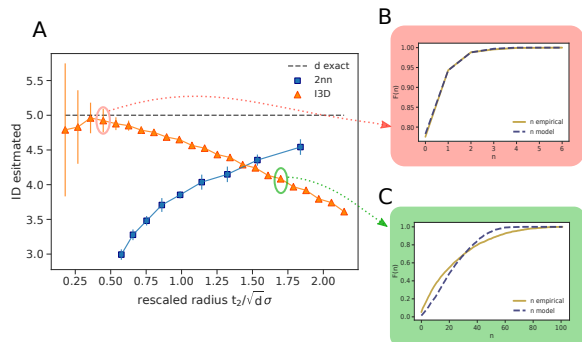 A
d exact
2nn
I3D
5.5
5.0
4.5
4.0
3.5
3.0
ID esitmated
0.25 0.50 0.75 1.00 1.25 1.50 1.75 2.00
rescaled radius t₂/√d σ
B
1.00
0.95
0.90
0.85
0.80
F(n)
n empirical
n model
0 1 2 3 4 5 6
n
C
1.0
0.8
0.6
0.4
0.2
0.0
F(n)
n empirical
n model
0 20 40 60 80 100
n